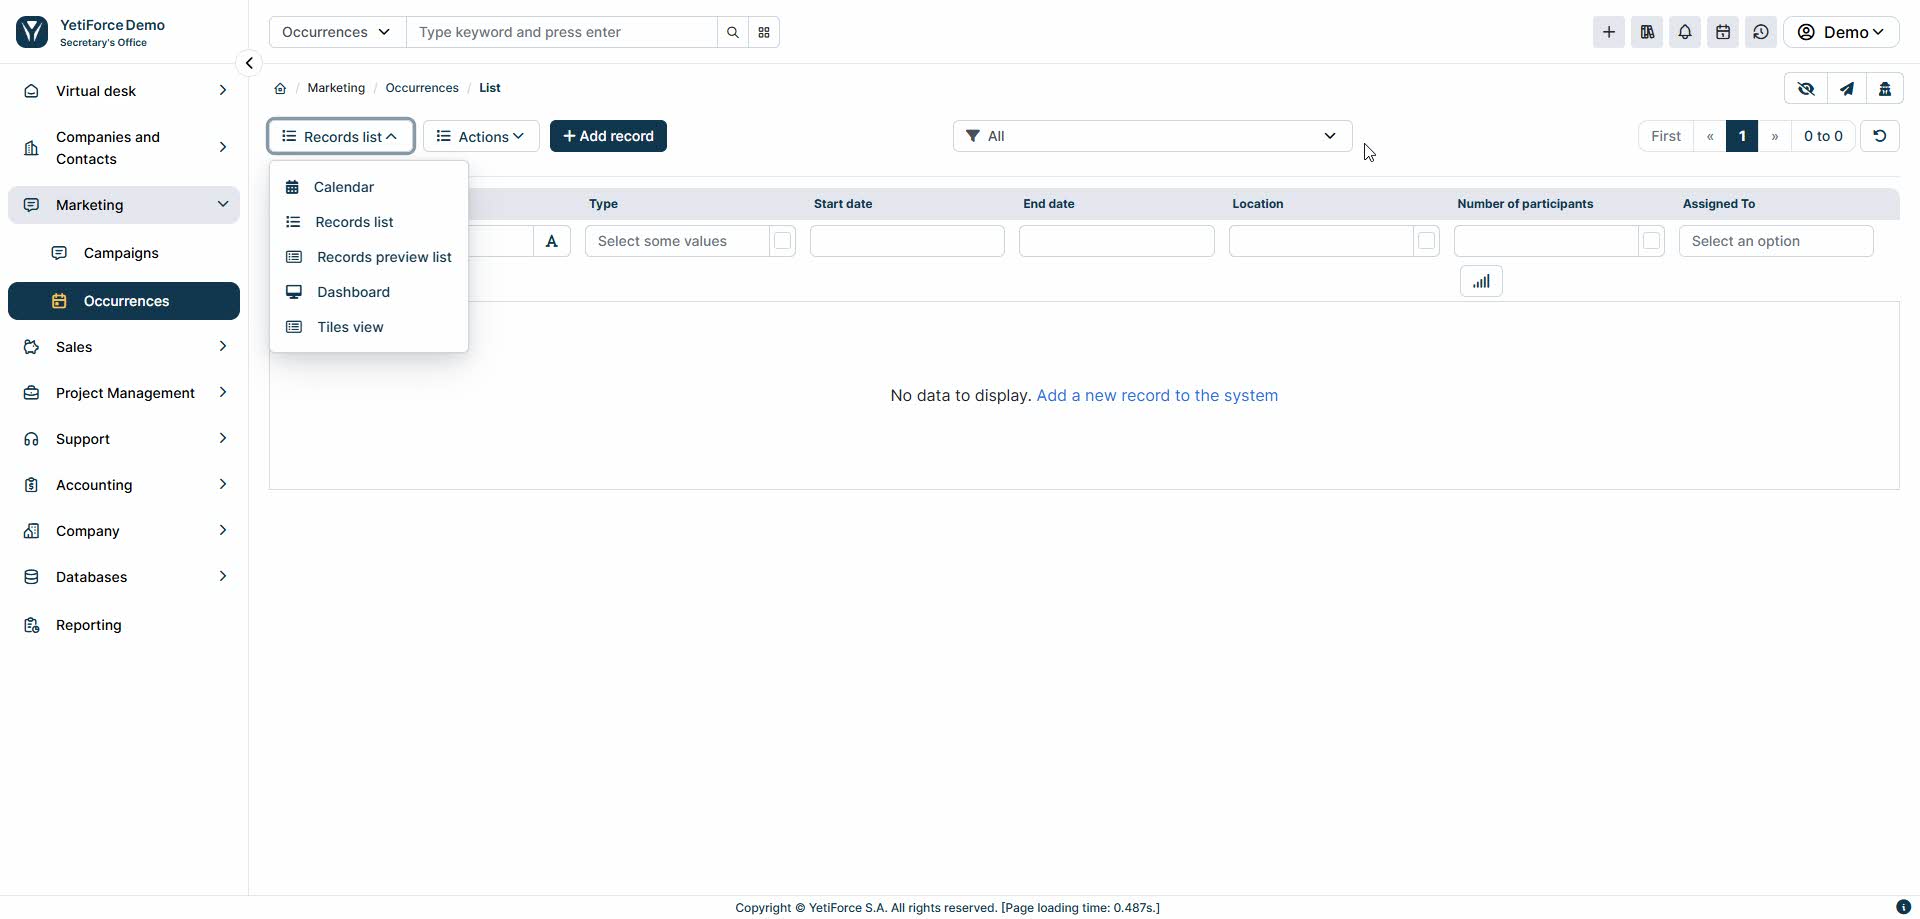 YetiForce Demo
Secretary's Office
Occurrences
Type keyword and press enter
Demo
Virtual desk
Companies and
Contacts
Marketing
Campaigns
Occurrences
Sales
Project Management
Support
Accounting
Company
Databases
Reporting
/ Marketing / Occurrences / List
Records list
Actions
+ Add record
All
First « 1 » 0 to 0
Calendar
Records list
Records preview list
Dashboard
Tiles view
Type Start date End date Location Number of participants Assigned To
A Select some values Select an option
No data to display. Add a new record to the system
Copyright © YetiForce S.A. All rights reserved. [Page loading time: 0.487s.]